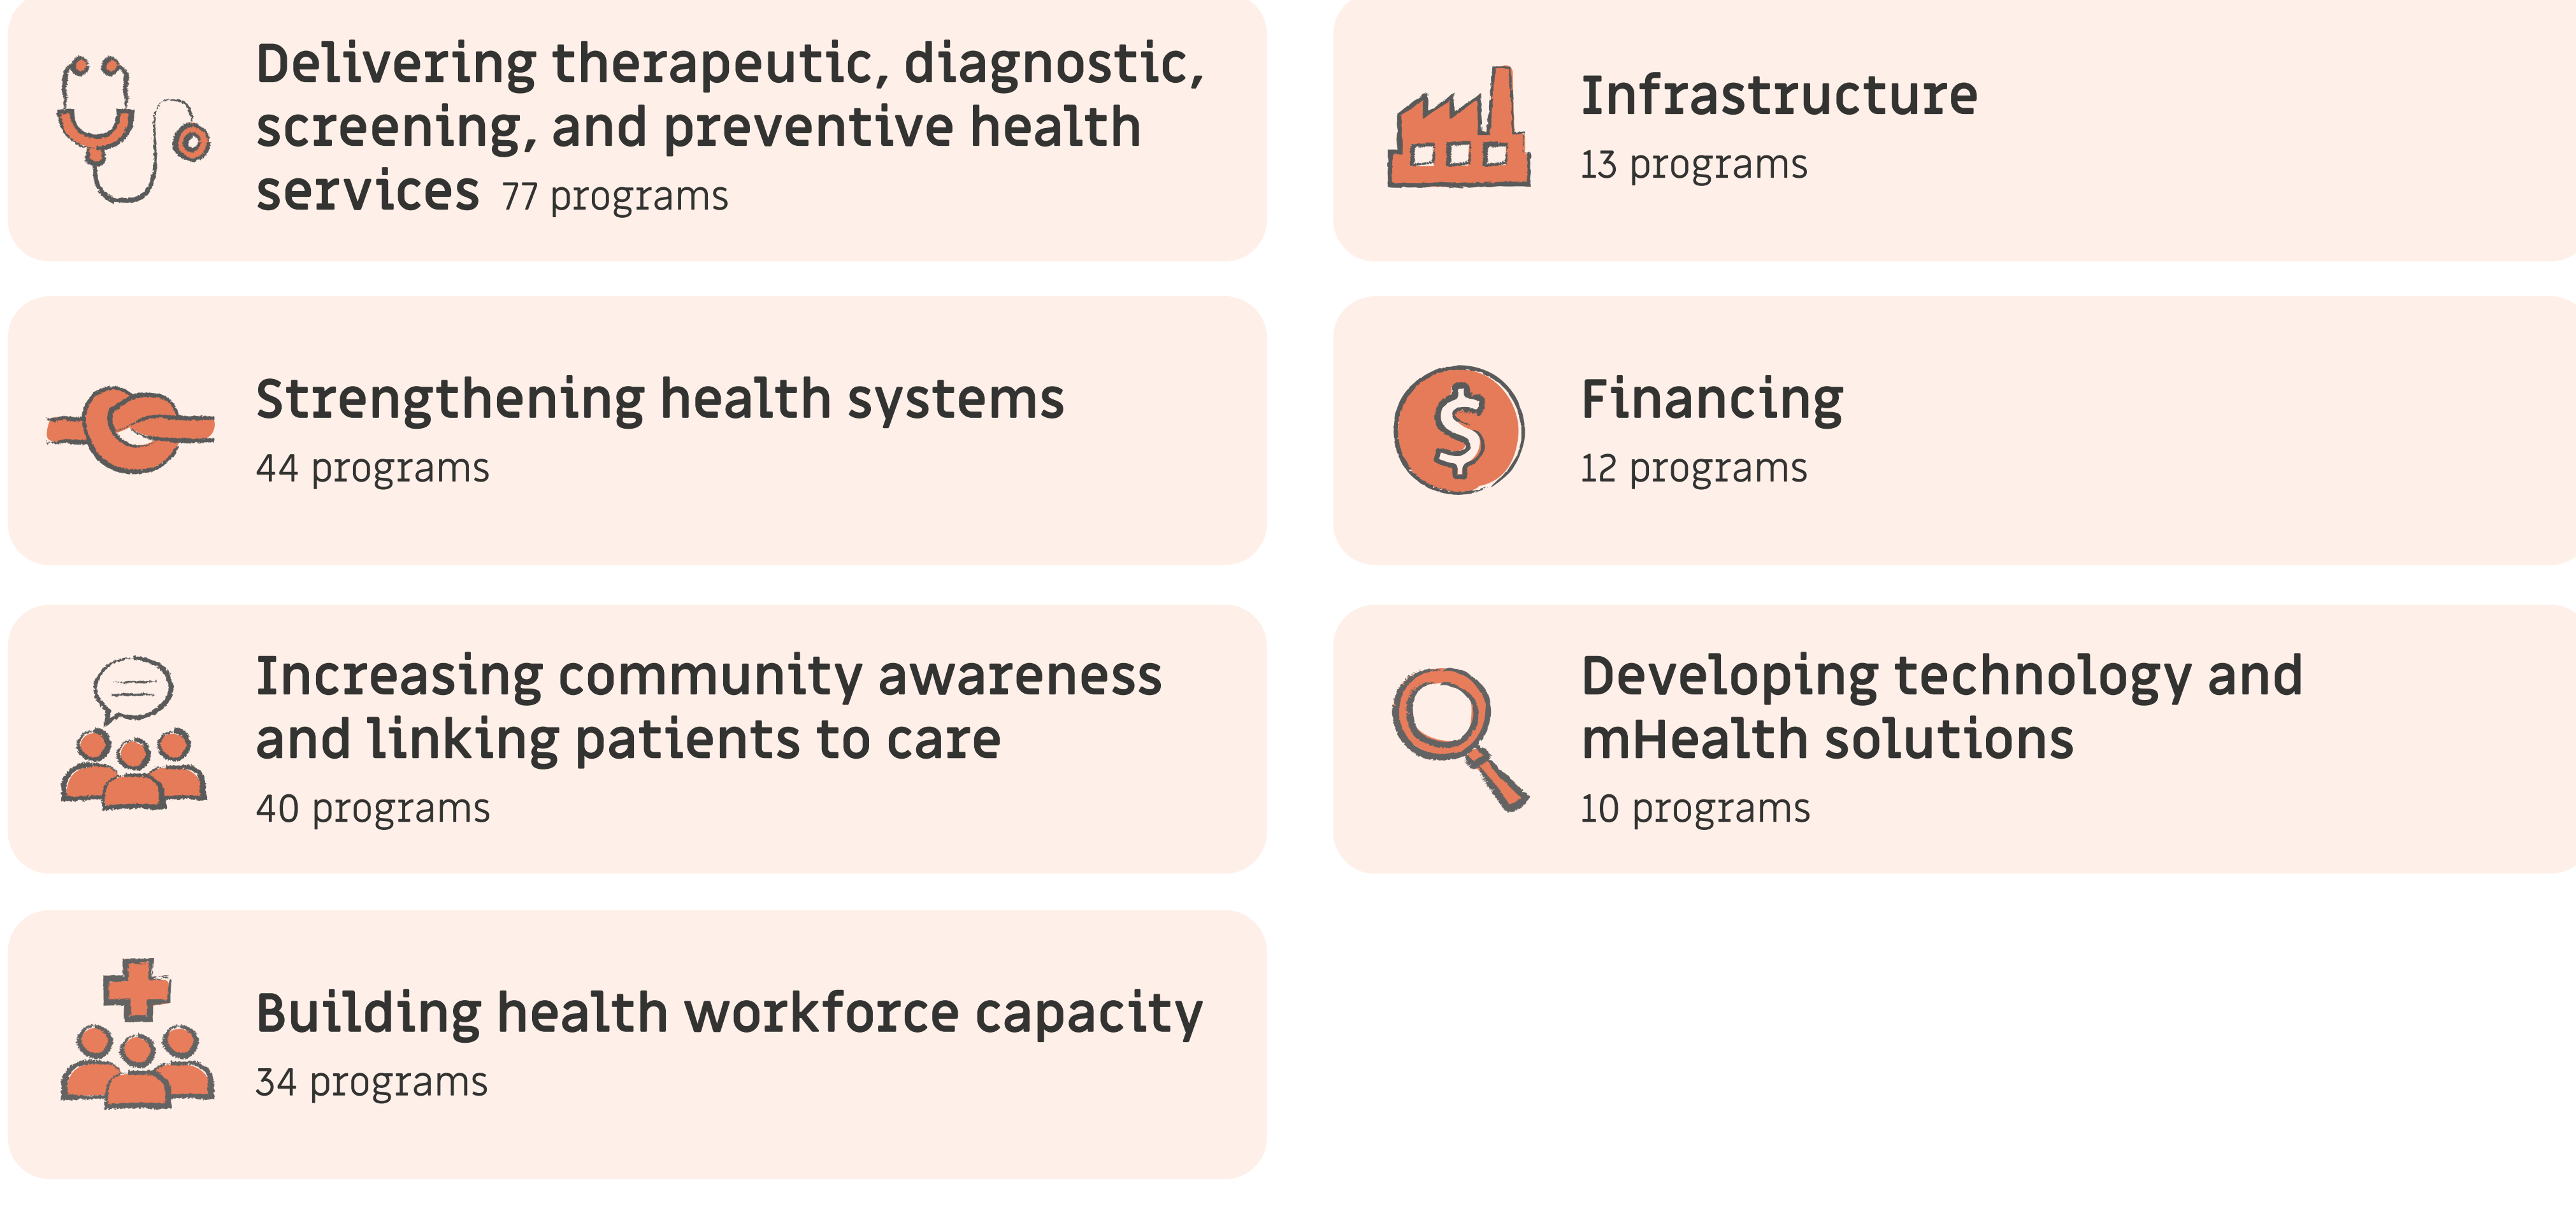 Delivering therapeutic, diagnostic,
screening, and preventive health
services 77 programs
Strengthening health systems
44 programs
Increasing community awareness
and linking patients to care
40 programs
Building health workforce capacity
34 programs
Infrastructure
13 programs
Financing
12 programs
Developing technology and
mHealth solutions
10 programs